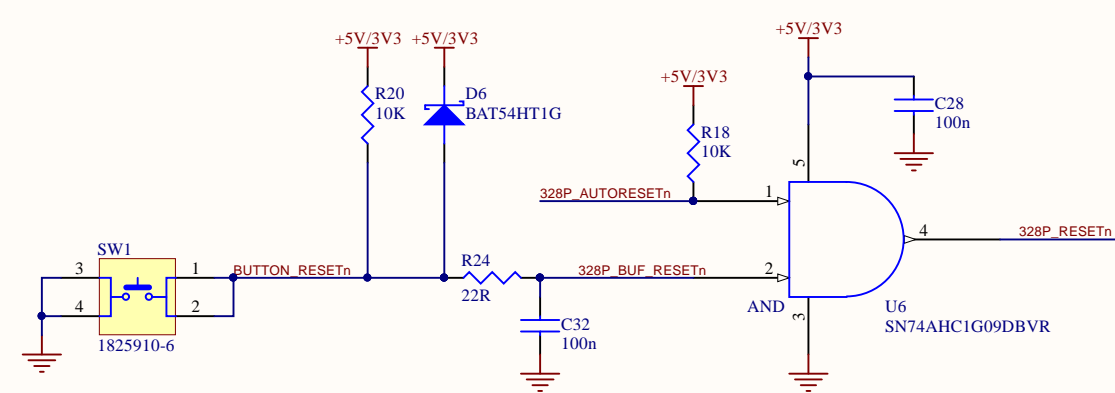 +5V/3V3
+5V/3V3
+5V/3V3
+5V/3V3
R20
10K
D6
BAT54HT1G
R18
10K
C28
100n
5
328P_AUTORESETn
1
4
328P_RESETn
SW1
3
1
BUTTON_RESETn
R24
22R
328P_BUF_RESETn
2
4
2
AND
3
U6
SN74AHC1G09DBVR
C32
100n
1825910-6